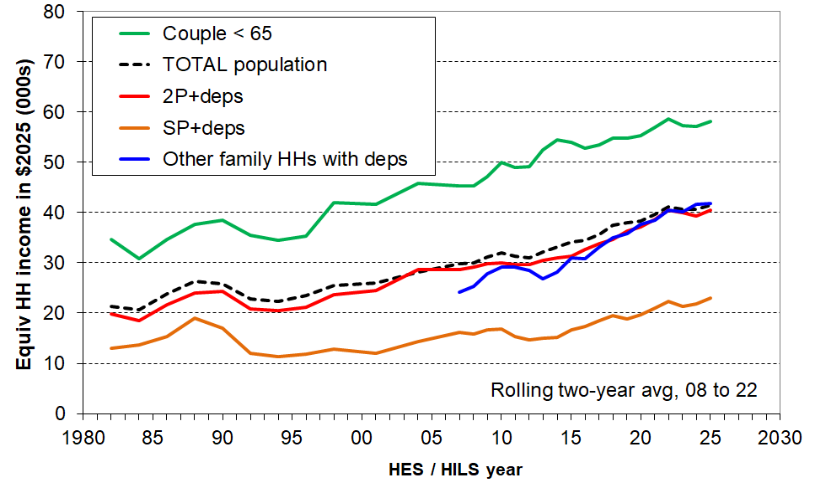 80
70
60
50
40
30
20
10
0
Equiv HH income in $2025 (000s)
Couple < 65
TOTAL population
2P+deps
SP+deps
Other family HHs with deps
Rolling two-year avg, 08 to 22
1980 85 90 95 00 05 10 15 20 25 2030
HES / HILS year